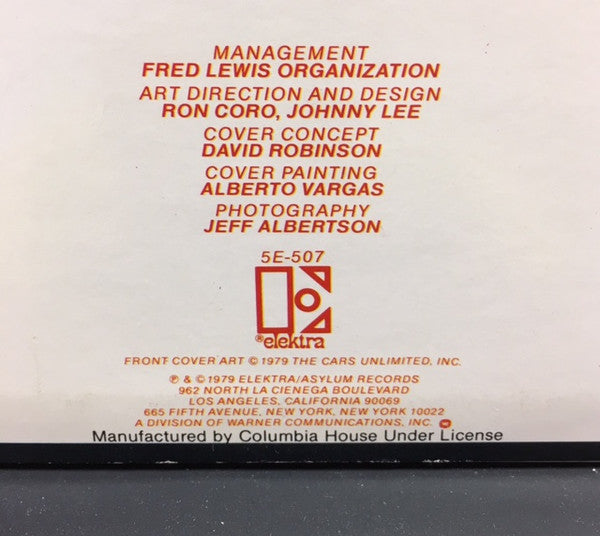 MANAGEMENT
FRED LEWIS ORGANIZATION
ART DIRECTION AND DESIGN
RON CORO, JOHNNY LEE
COVER CONCEPT
DAVID ROBINSON
COVER PAINTING
ALBERTO VARGAS
PHOTOGRAPHY
JEFF ALBERTSON
5E-507
®elektra
FRONT COVER ART © 1979 THE CARS UNLIMITED, INC.
℗ & © 1979 ELEKTRA/ASYLUM RECORDS
962 NORTH LA CIENEGA BOULEVARD
LOS ANGELES, CALIFORNIA 90069
665 FIFTH AVENUE, NEW YORK, NEW YORK 10022
A DIVISION OF WARNER COMMUNICATIONS, INC.
Manufactured by Columbia House Under License